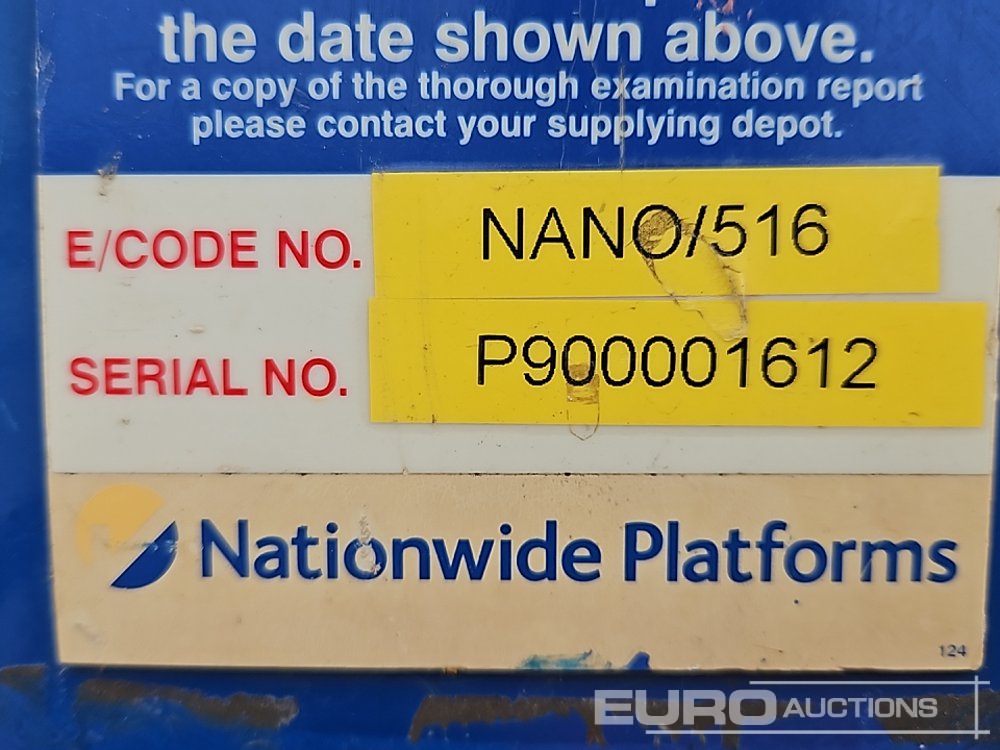 the date shown above.
For a copy of the thorough examination report
please contact your supplying depot.
E/CODE NO. NANO/516
SERIAL NO. P900001612
Nationwide Platforms
124
EURO AUCTIONS